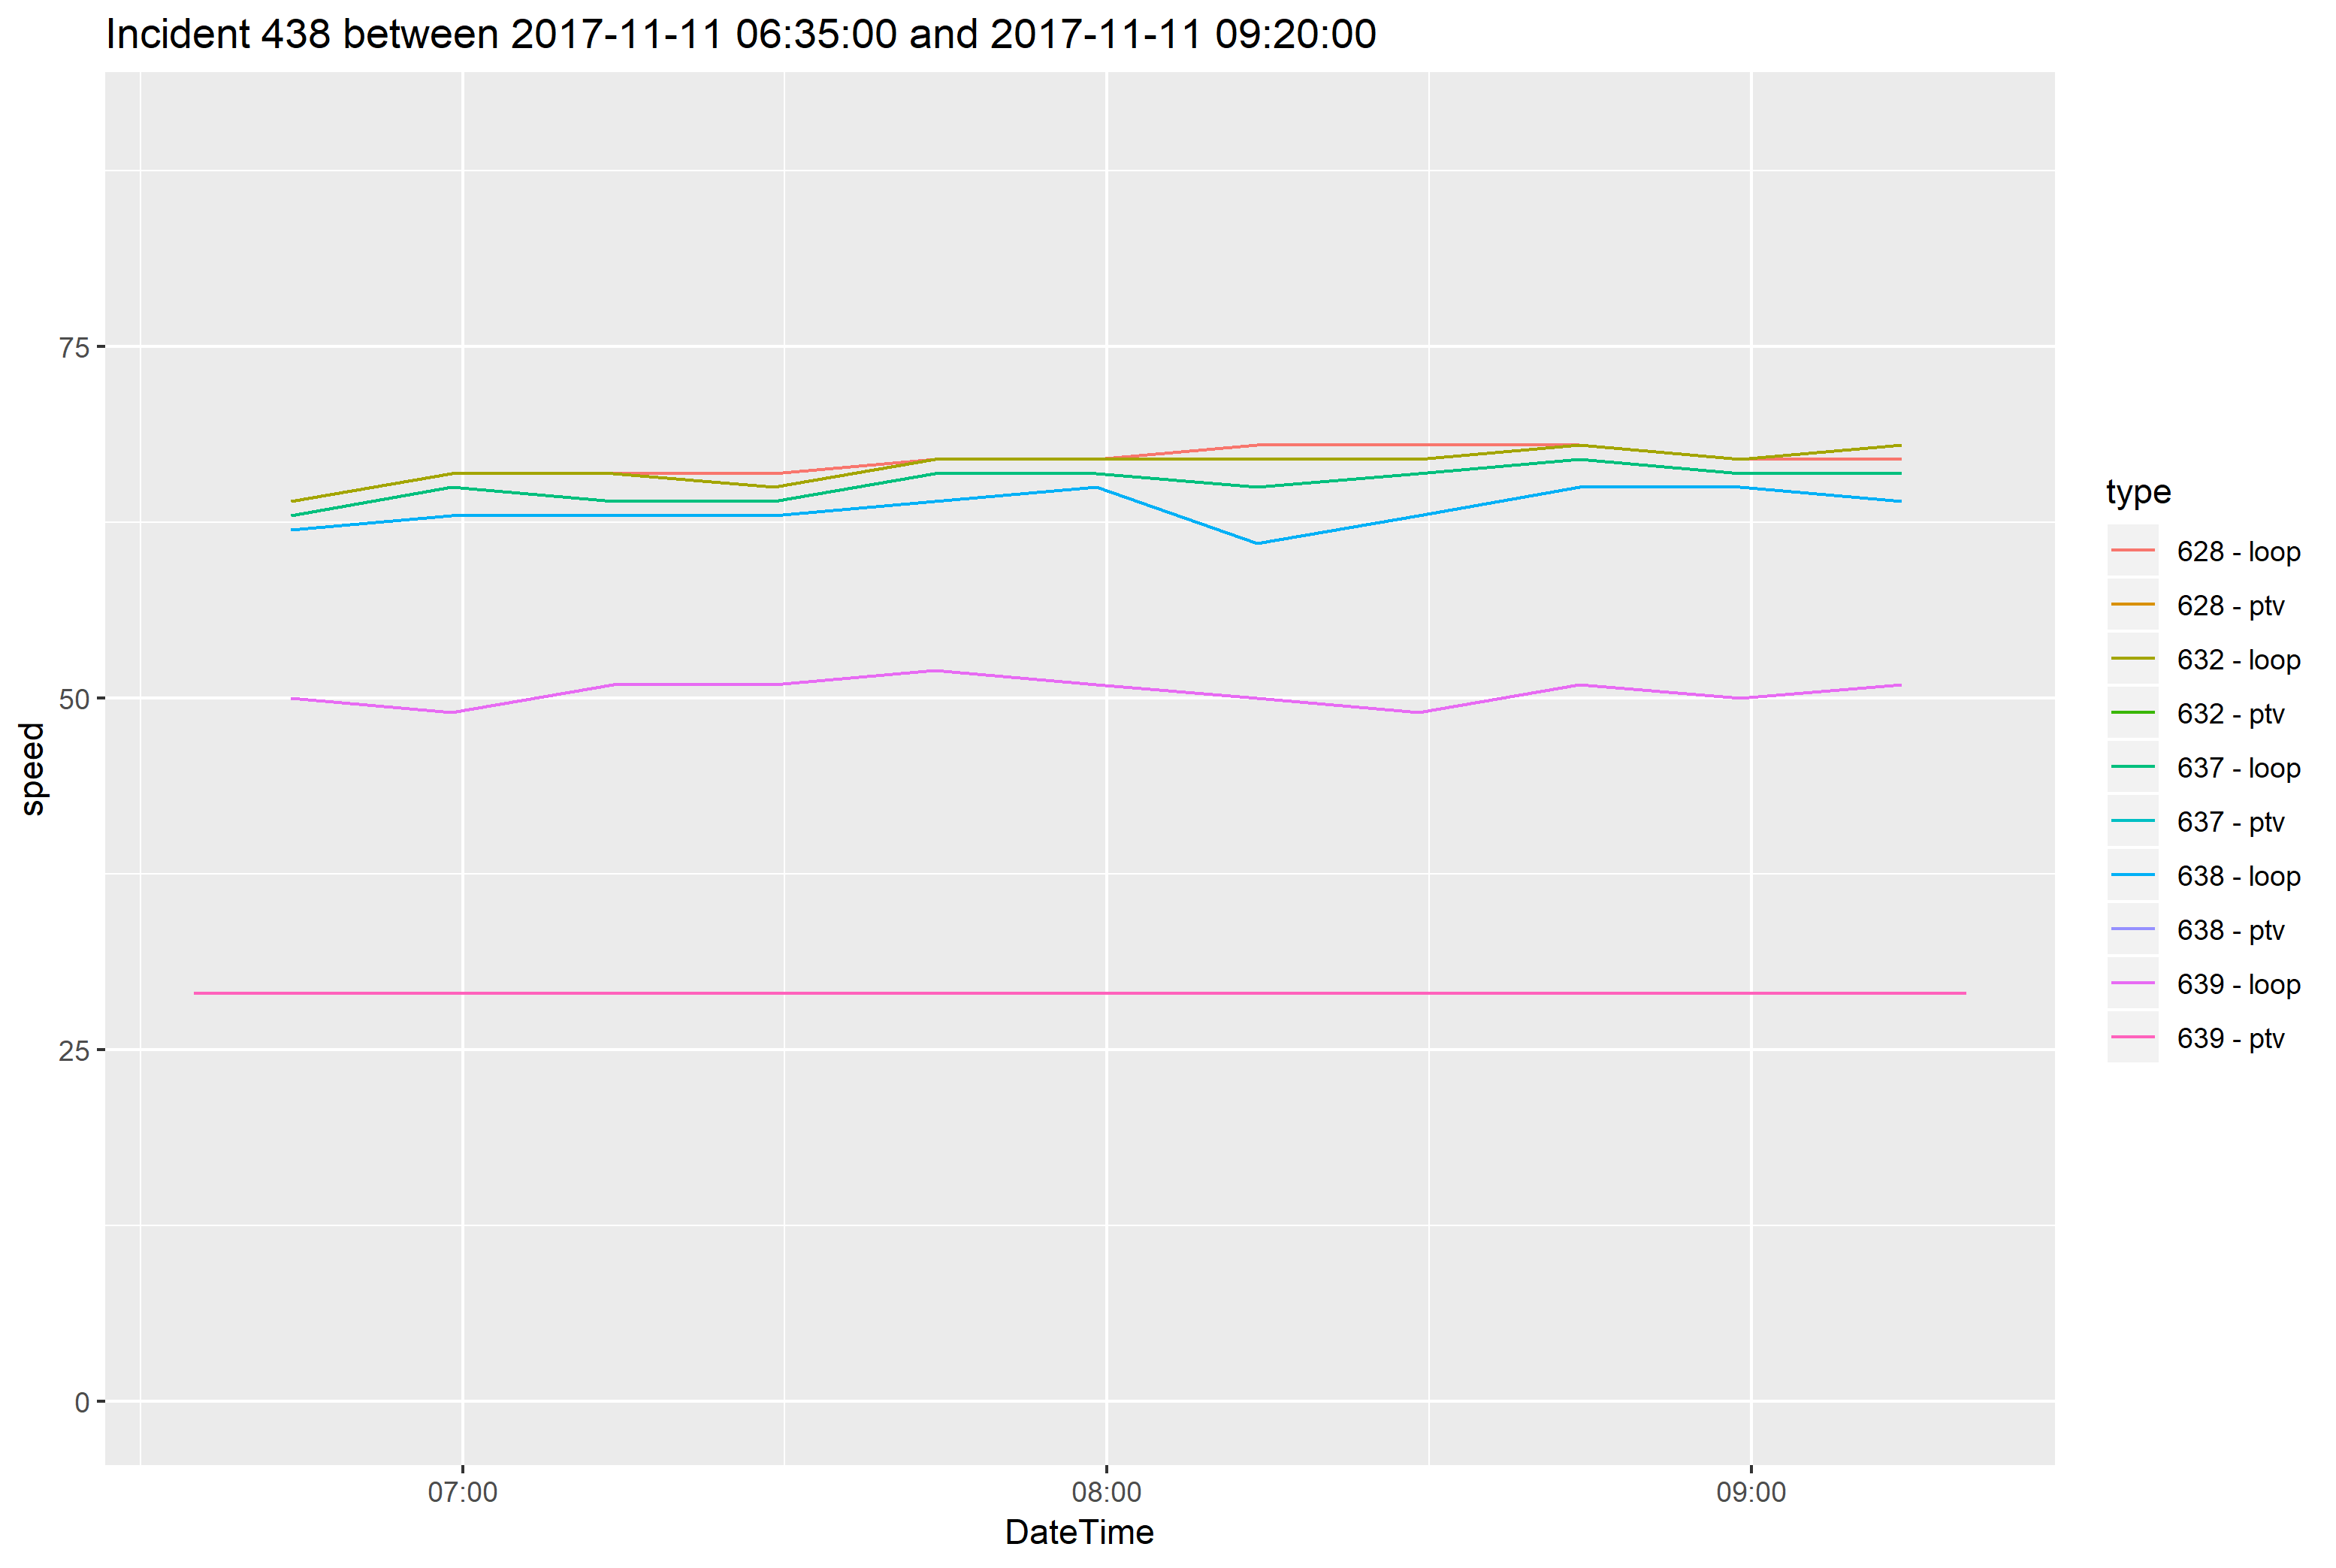 Incident 438 between 2017-11-11 06:35:00 and 2017-11-11 09:20:00
speed
75
50
25
0
07:00
08:00
09:00
DateTime
type
628 - loop
628 - ptv
632 - loop
632 - ptv
637 - loop
637 - ptv
638 - loop
638 - ptv
639 - loop
639 - ptv